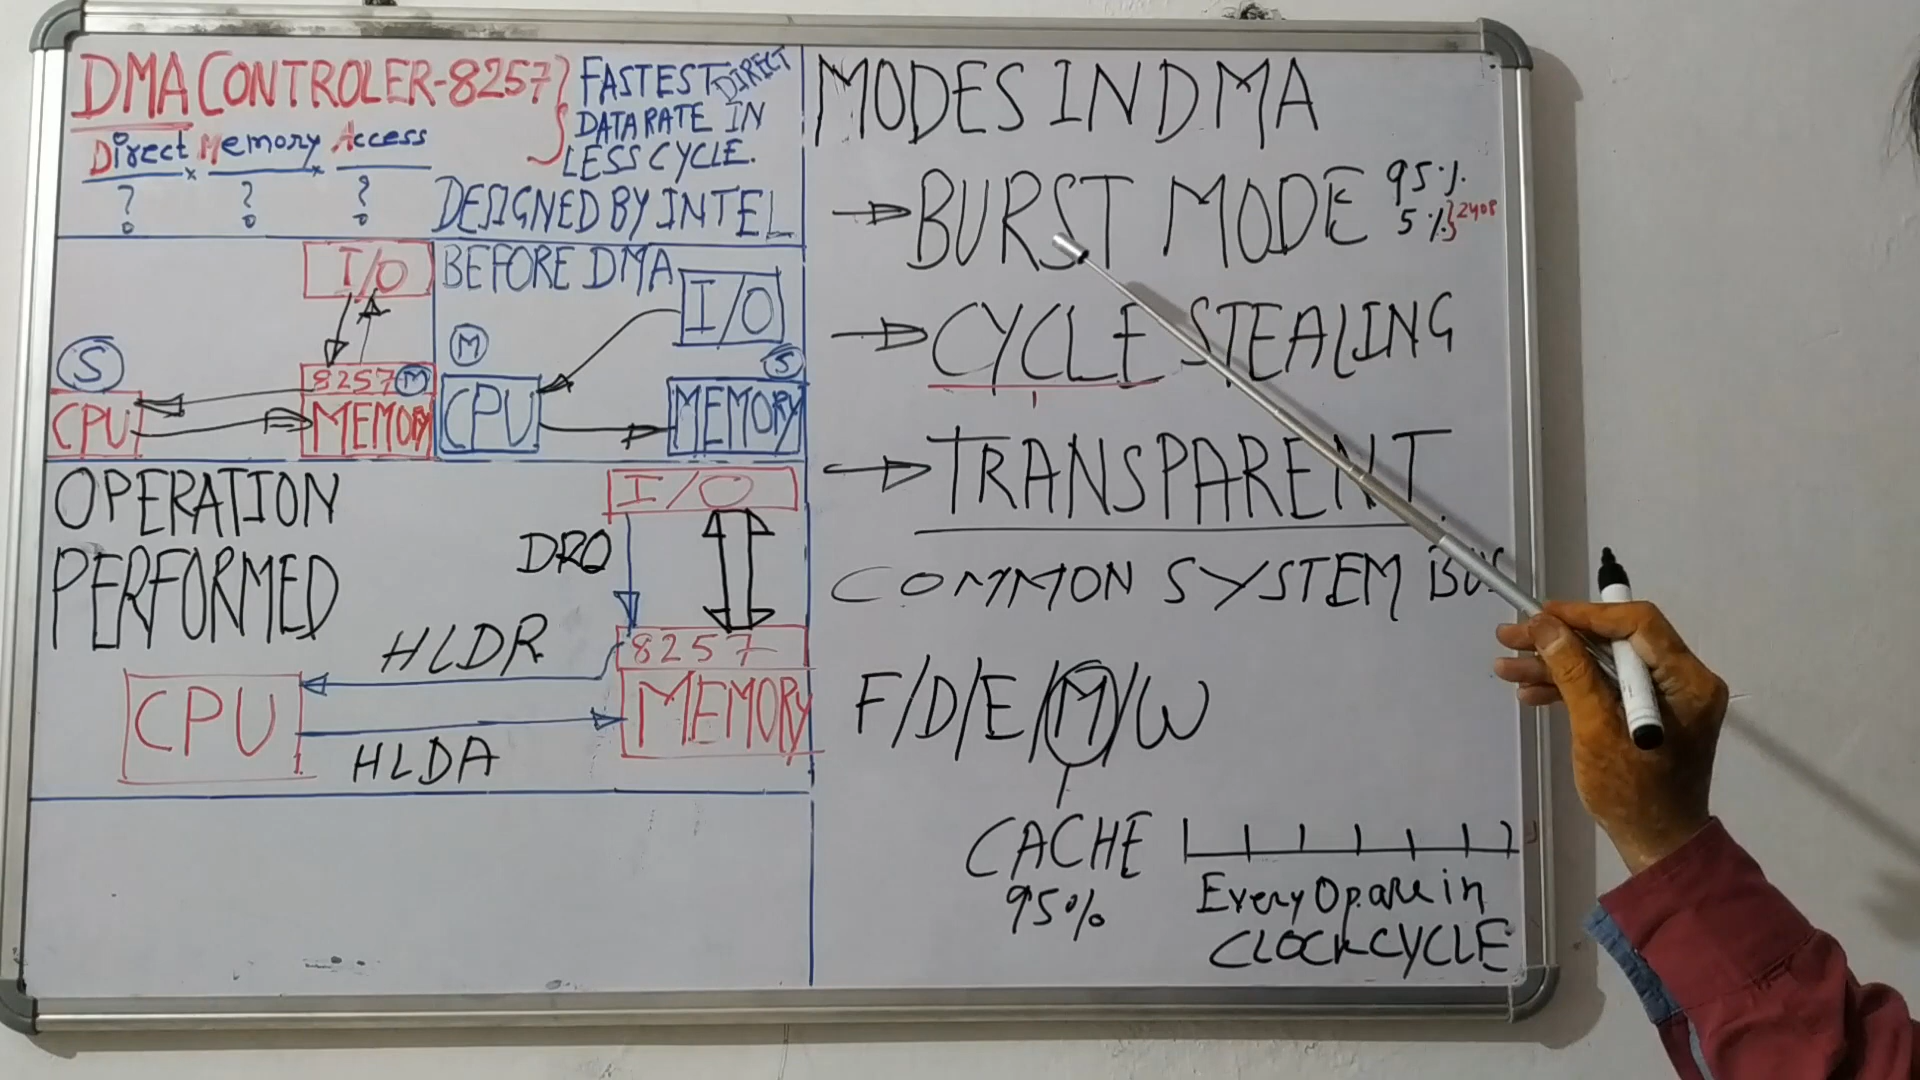 DMA CONTROLER-8257
FASTEST DIRECT
DATA RATE IN
LESS CYCLE.
Direct × Memory × Access
? ? ?
DESIGNED BY INTEL
I/O
S
8257 M
CPU
MEMORY
BEFORE DMA
I/O
M
S
CPU
MEMORY
OPERATION
PERFORMED
I/O
DRQ
8257
HLDR
CPU
MEMORY
HLDA
MODES IN DMA
→ BURST MODE
95%
5%
→ CYCLE STEALING
→ TRANSPARENT
COMMON SYSTEM BUS
F/D/E/M/W
CACHE
95%
Every Op are in
CLOCK CYCLE